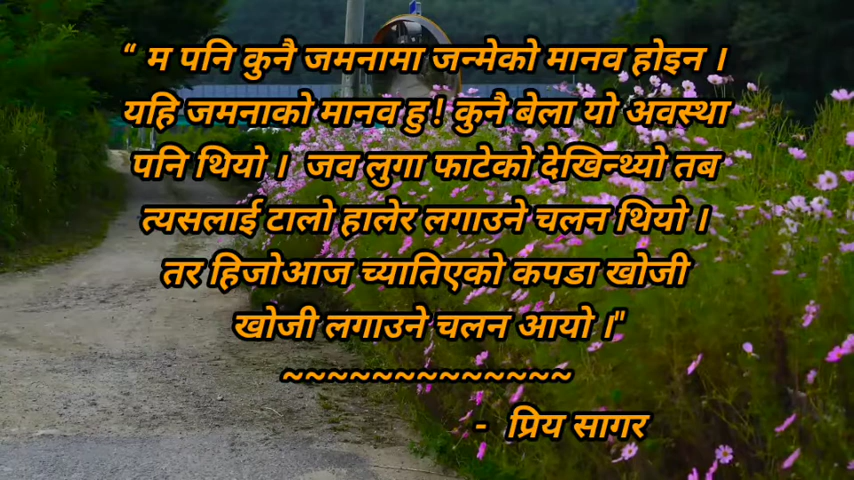 “ म पनि कुनै जमनामा जन्मेको मानव होइन ।
यहि जमनाको मानव हु! कुनै बेला यो अवस्था
पनि थियो । जव लुगा फाटेको देखिन्थ्यो तब
त्यसलाई टालो हालेर लगाउने चलन थियो ।
तर हिजोआज च्यातिएको कपडा खोजी
खोजी लगाउने चलन आयो ।"
~~~~~~~~~~~~~
- प्रिय सागर